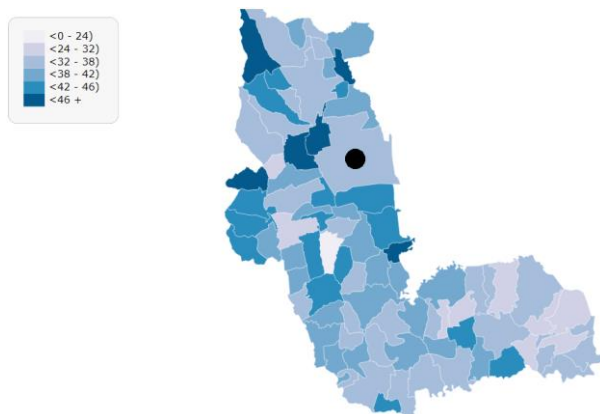 <0 - 24)
<24 - 32)
<32 - 38)
<38 - 42)
<42 - 46)
<46 +